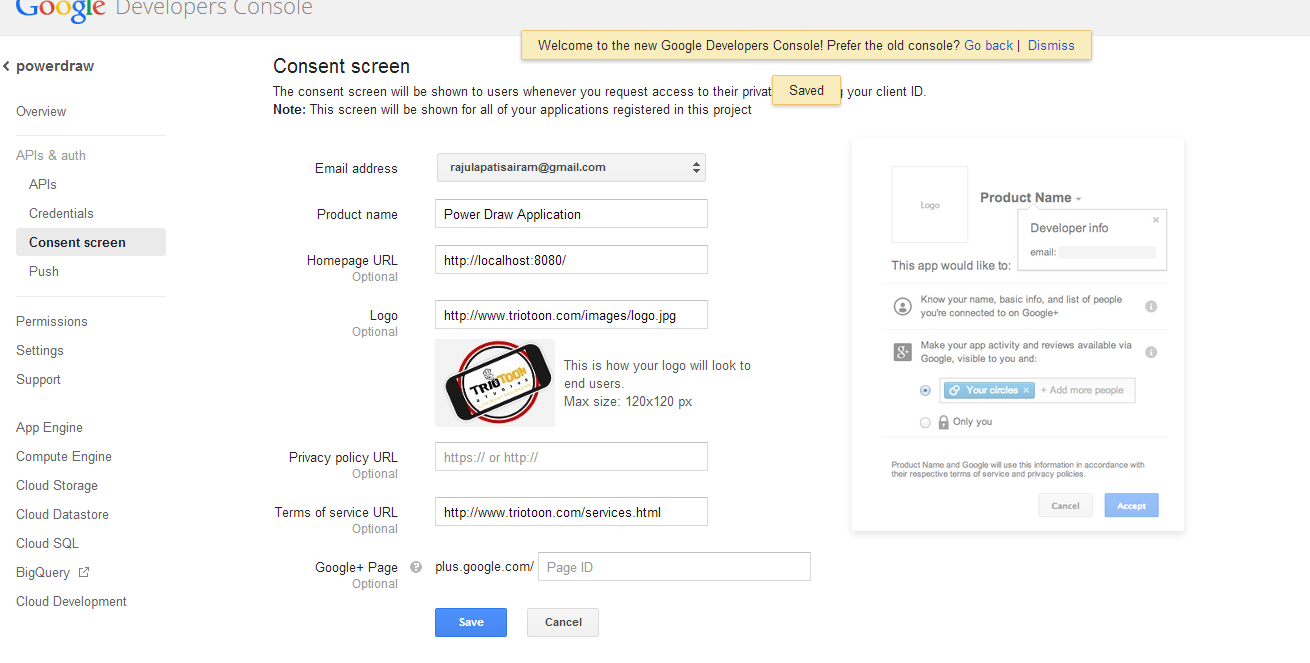 Google Developers Console
Welcome to the new Google Developers Console! Prefer the old console? Go back | Dismiss
Saved
powerdraw
Overview
APIs & auth
APIs
Credentials
Consent screen
Push
Permissions
Settings
Support
App Engine
Compute Engine
Cloud Storage
Cloud Datastore
Cloud SQL
BigQuery
Cloud Development
Consent screen
The consent screen will be shown to users whenever you request access to their privat your client ID.
Note: This screen will be shown for all of your applications registered in this project
Email address
rajulapatisairam@gmail.com
Product name
Power Draw Application
Homepage URL
Optional
http://localhost:8080/
Logo
Optional
http://www.triotoon.com/images/logo.jpg
TRIOTOON
STUDIOS
This is how your logo will look to
end users.
Max size: 120x120 px
Privacy policy URL
Optional
https:// or http://
Terms of service URL
Optional
http://www.triotoon.com/services.html
Google+ Page
Optional
plus.google.com/
Page ID
Save
Cancel
Logo
Product Name
Developer info
email:
This app would like to:
Know your name, basic info, and list of people
you're connected to on Google+
Make your app activity and reviews available via
Google, visible to you and:
Your circles
+ Add more people
Only you
Product Name and Google will use this information in accordance with
their respective terms of service and privacy policies.
Cancel
Accept